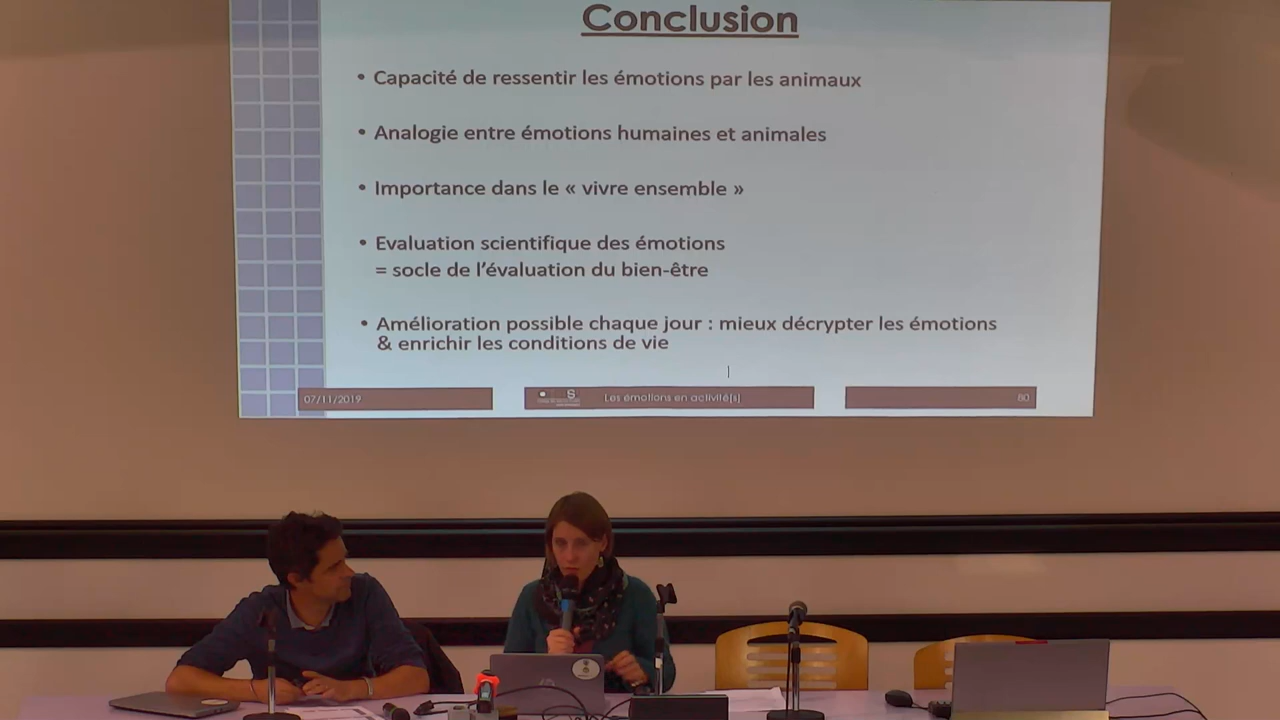 Conclusion
• Capacité de ressentir les émotions par les animaux
• Analogie entre émotions humaines et animales
• Importance dans le « vivre ensemble »
• Evaluation scientifique des émotions
= socle de l'évaluation du bien-être
• Amélioration possible chaque jour : mieux décrypter les émotions
& enrichir les conditions de vie
07/11/2019
Les émotions en activité[s]
80